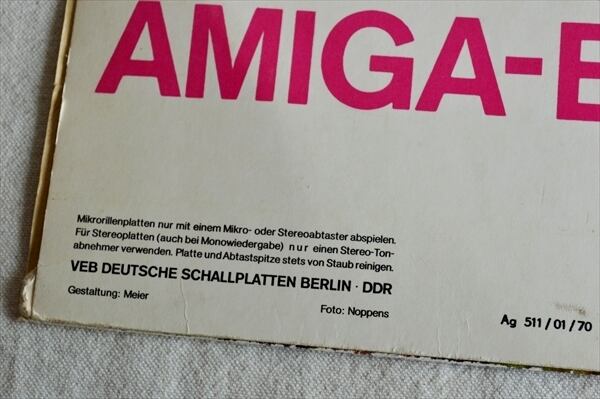 AMIGA-
Mikrorillenplatten nur mit einem Mikro- oder Stereoabtaster abspielen.
Für Stereoplatten (auch bei Monowiedergabe) nur einen Stereo-Ton-
abnehmer verwenden. Platte und Abtastspitze stets von Staub reinigen.
VEB DEUTSCHE SCHALLPLATTEN BERLIN · DDR
Gestaltung: Meier
Foto: Noppens
Ag 511/01/70